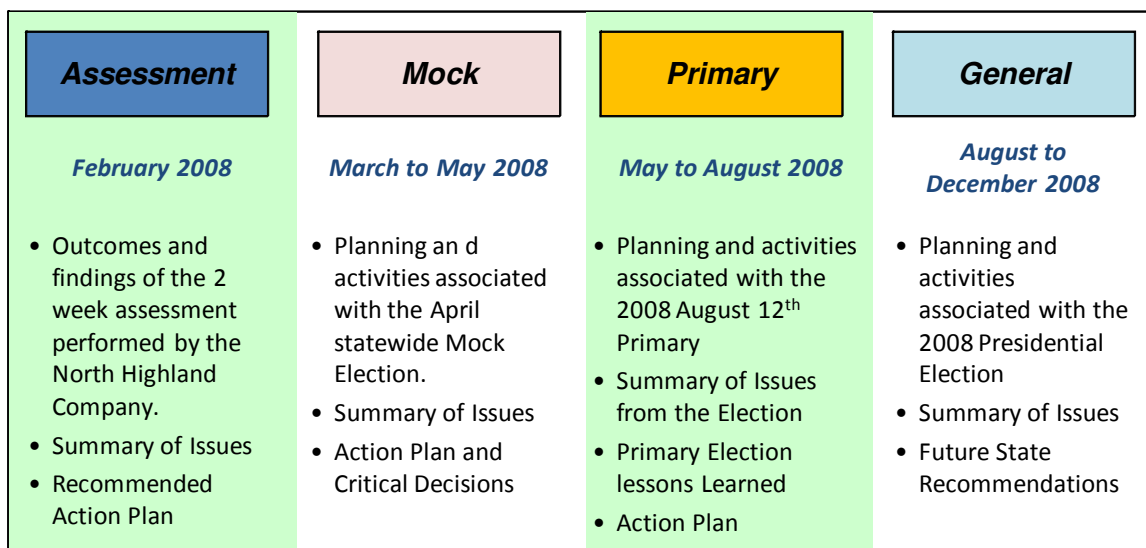 Assessment
February 2008
• Outcomes and
findings of the 2
week assessment
performed by the
North Highland
Company.
• Summary of Issues
• Recommended
Action Plan
Mock
March to May 2008
• Planning an d
activities associated
with the April
statewide Mock
Election.
• Summary of Issues
• Action Plan and
Critical Decisions
Primary
May to August 2008
• Planning and activities
associated with the
2008 August 12th
Primary
• Summary of Issues
from the Election
• Primary Election
lessons Learned
• Action Plan
General
August to
December 2008
• Planning and
activities
associated with the
2008 Presidential
Election
• Summary of Issues
• Future State
Recommendations